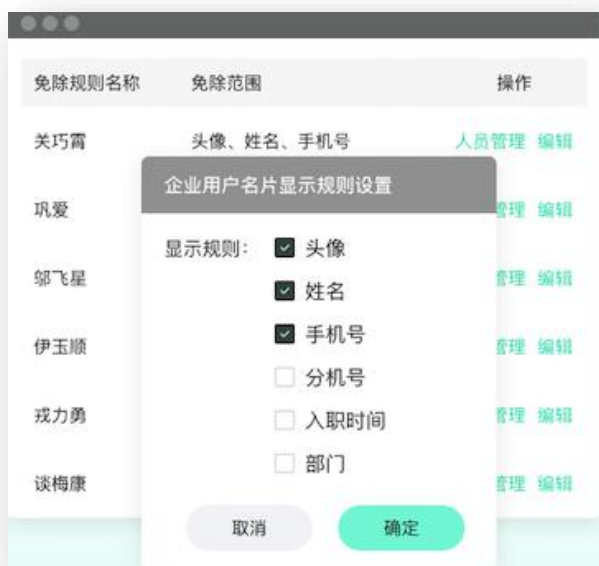 免除规则名称 免除范围 操作
关巧霄 头像、姓名、手机号 人员管理 编辑
企业用户名片显示规则设置
巩爱 管理 编辑
显示规则： 头像
邬飞星 姓名 管理 编辑
手机号
伊玉顺 管理 编辑
分机号
戎力勇 入职时间 管理 编辑
部门
谈梅康 管理 编辑
取消 确定